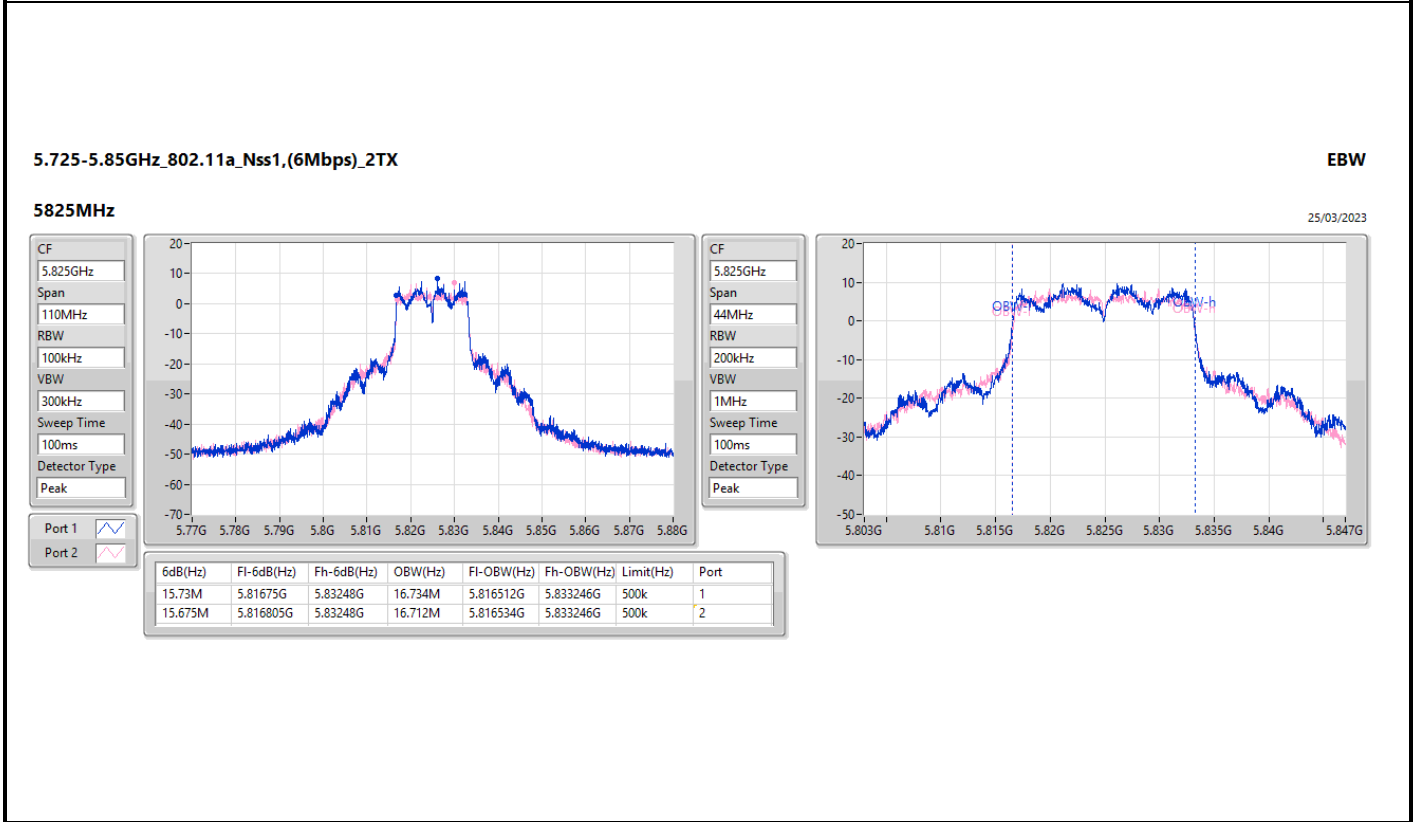 5.725-5.85GHz_802.11a_Nss1,(6Mbps)_2TX
EBW
5825MHz
25/03/2023
CF
5.825GHz
Span
110MHz
RBW
100kHz
VBW
300kHz
Sweep Time
100ms
Detector Type
Peak
Port 1
Port 2
20
10
0
-10
-20
-30
-40
-50
-60
-70
5.77G 5.78G 5.79G 5.8G 5.81G 5.82G 5.83G 5.84G 5.85G 5.86G 5.87G 5.88G
CF
5.825GHz
Span
44MHz
RBW
200kHz
VBW
1MHz
Sweep Time
100ms
Detector Type
Peak
20
10
0
-10
-20
-30
-40
-50
OBW-l OBW-h
OBW-l OBW-h
5.803G 5.81G 5.815G 5.82G 5.825G 5.83G 5.835G 5.84G 5.847G
6dB(Hz) Fl-6dB(Hz) Fh-6dB(Hz) OBW(Hz) Fl-OBW(Hz) Fh-OBW(Hz) Limit(Hz) Port
15.73M 5.81675G 5.83248G 16.734M 5.816512G 5.833246G 500k 1
15.675M 5.816805G 5.83248G 16.712M 5.816534G 5.833246G 500k 2